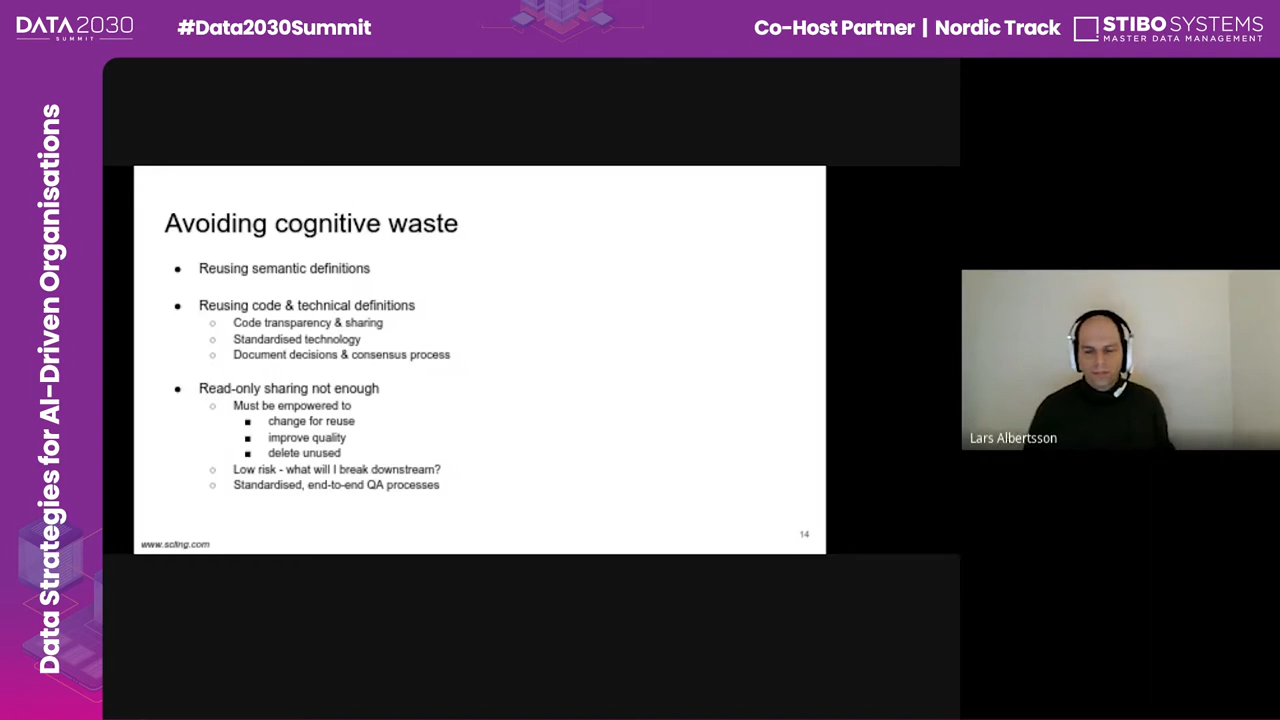 DATA2030
SUMMIT
#Data2030Summit
Co-Host Partner | Nordic Track
STIBO SYSTEMS
MASTER DATA MANAGEMENT
Data Strategies for AI-Driven Organisations
Avoiding cognitive waste
● Reusing semantic definitions
● Reusing code & technical definitions
○ Code transparency & sharing
○ Standardised technology
○ Document decisions & consensus process
● Read-only sharing not enough
○ Must be empowered to
■ change for reuse
■ improve quality
■ delete unused
○ Low risk - what will I break downstream?
○ Standardised, end-to-end QA processes
www.scling.com
14
Lars Albertsson